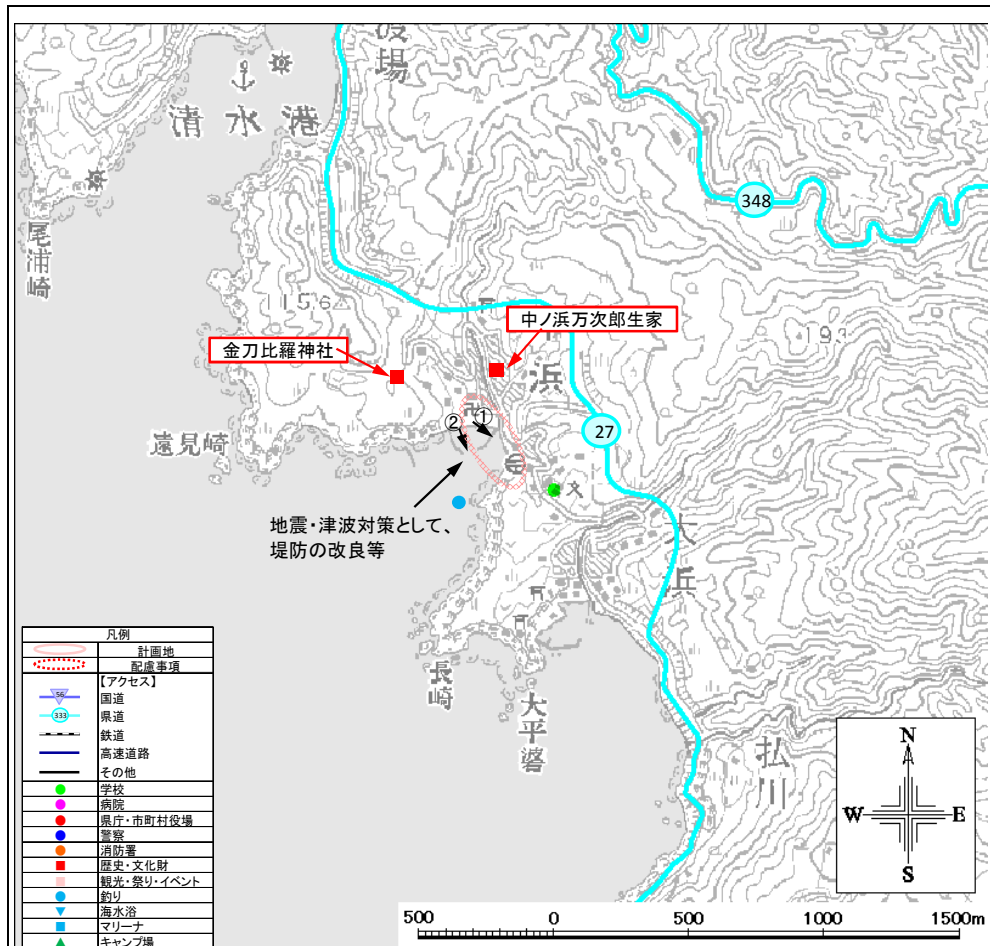 波場
清水港
尾浦崎
1156
348
金刀比羅神社
中ノ浜万次郎生家
浜
193
27
遠見崎
①
②
地震・津波対策として、
堤防の改良等
大浜
長崎
大平碆
払川
凡例
計画地
配慮事項
【アクセス】
56
国道
333
県道
鉄道
高速道路
その他
学校
病院
県庁・市町村役場
警察
消防署
歴史・文化財
観光・祭り・イベント
釣り
海水浴
マリーナ
キャンプ場
N
W
E
S
500 0 500 1000 1500m